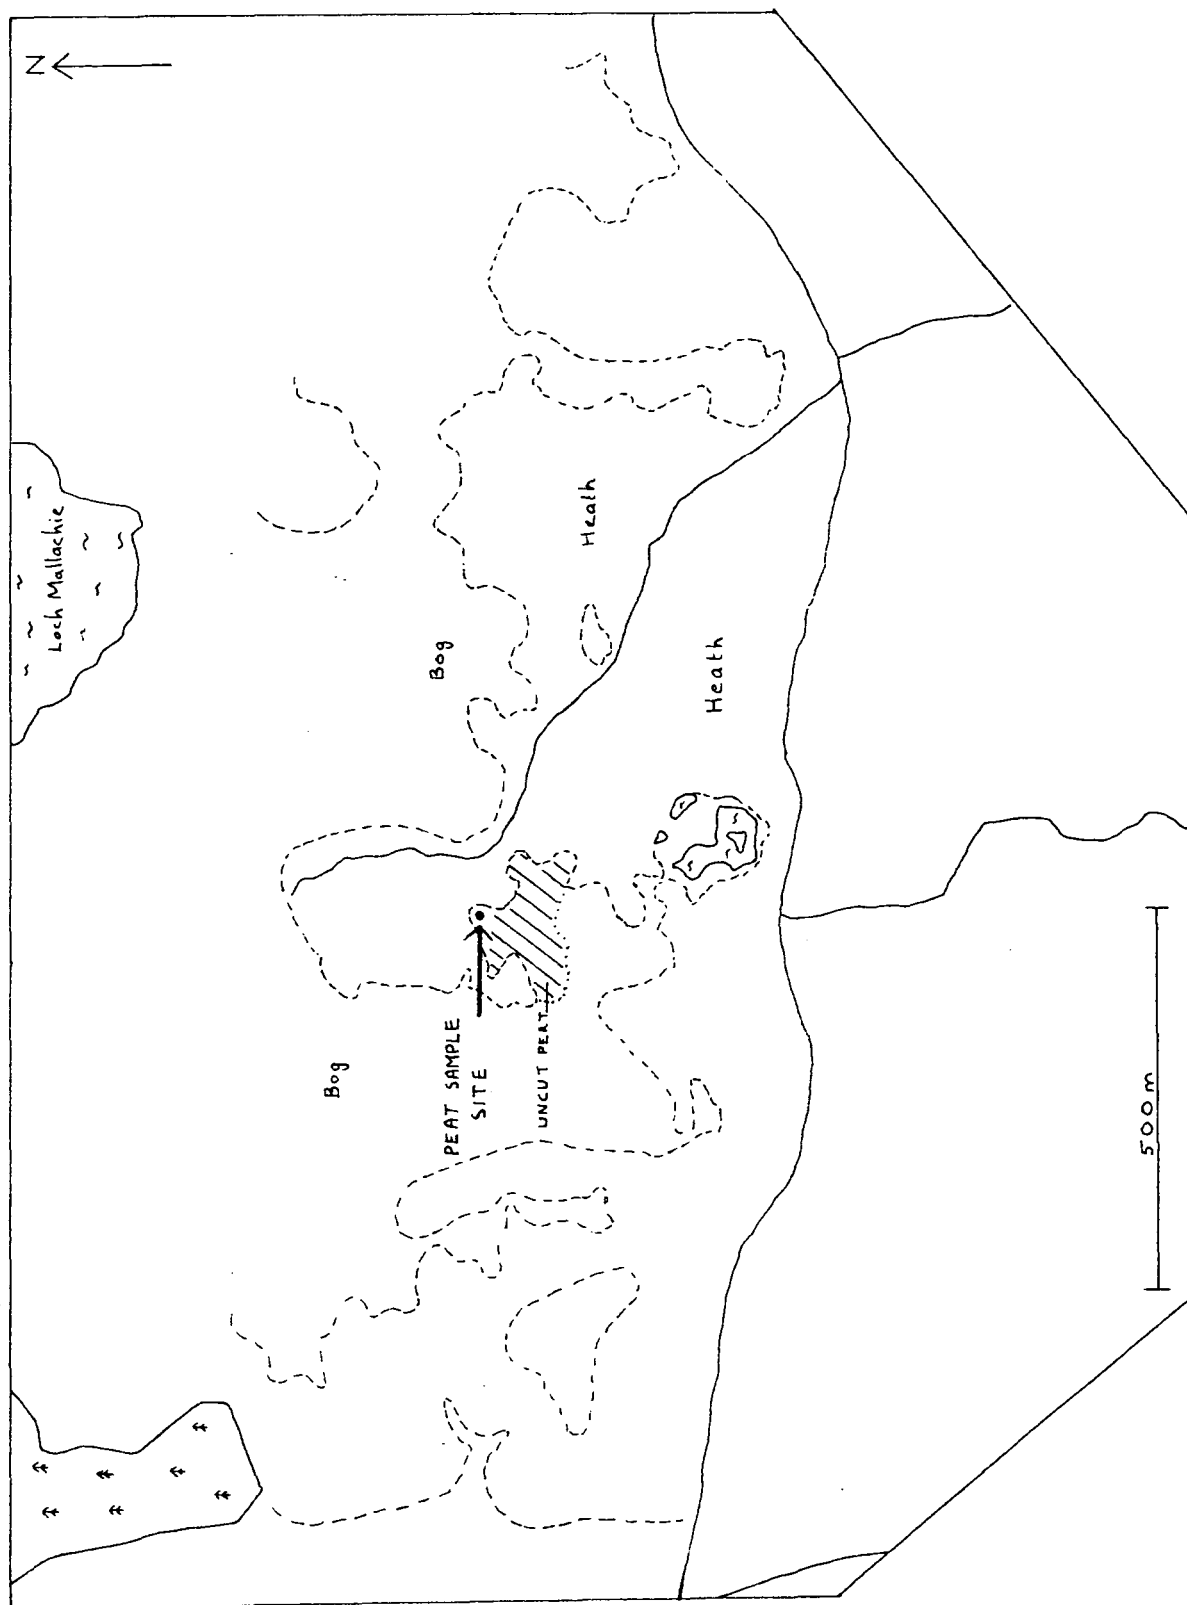 N
Loch Mallachie
Heath
Bog
Heath
Bog
PEAT SAMPLE
SITE
UNCUT PEAT
500m